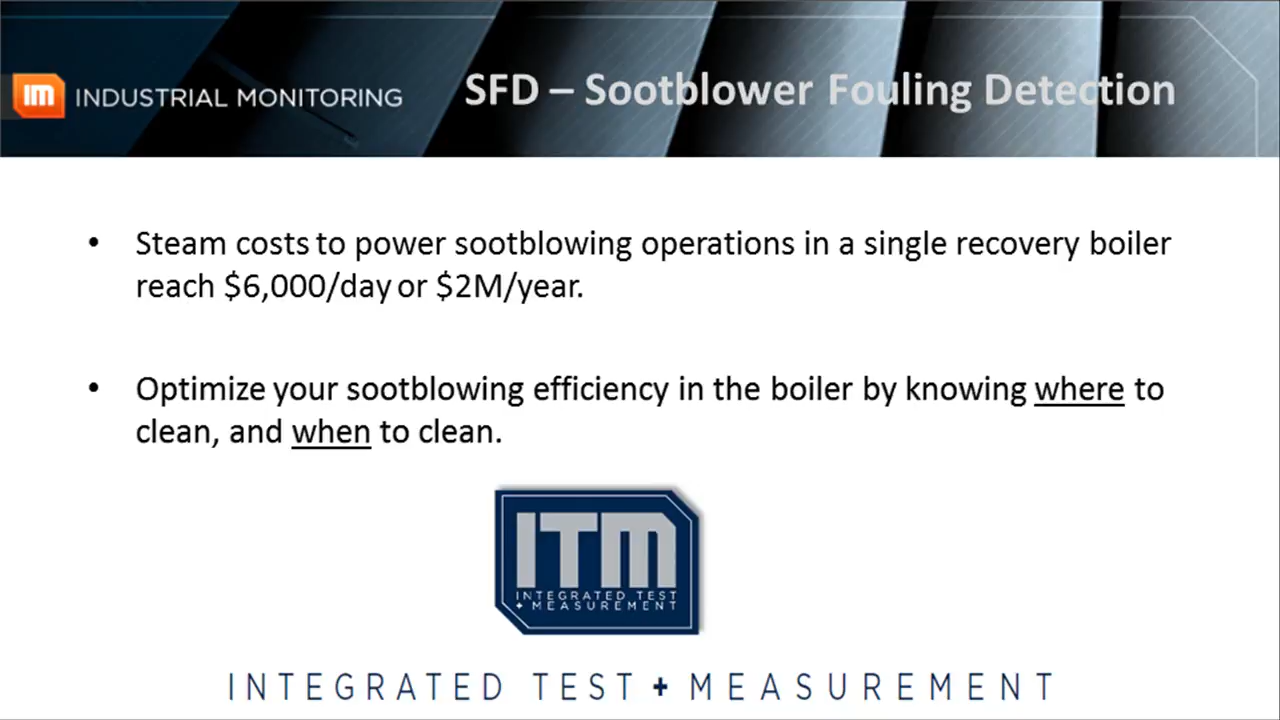 IM INDUSTRIAL MONITORING
SFD – Sootblower Fouling Detection
• Steam costs to power sootblowing operations in a single recovery boiler
reach $6,000/day or $2M/year.
• Optimize your sootblowing efficiency in the boiler by knowing where to
clean, and when to clean.
ITM
INTEGRATED TEST
+ MEASUREMENT
INTEGRATED TEST + MEASUREMENT